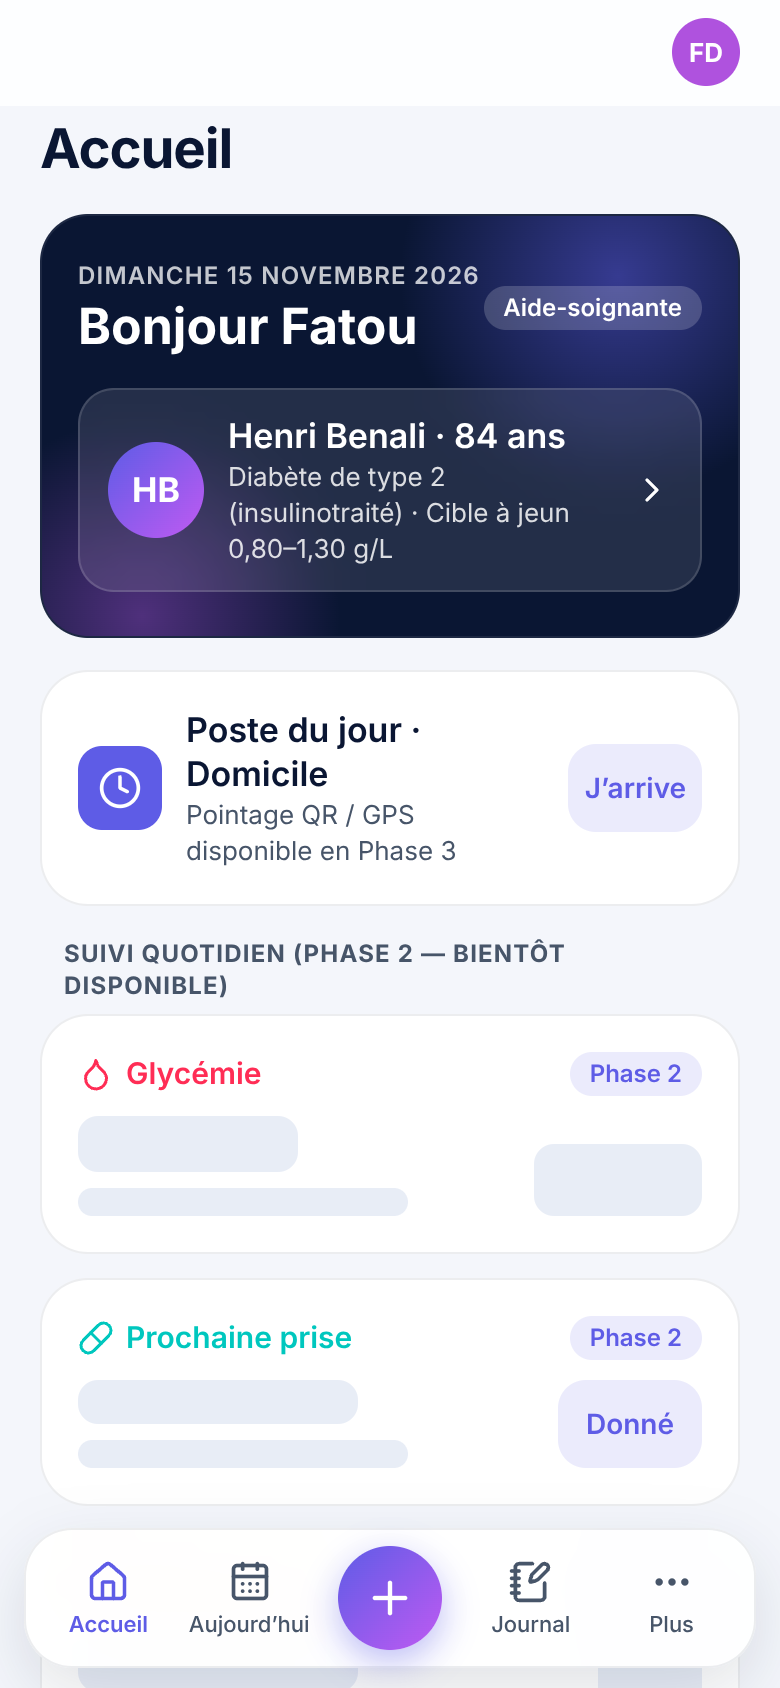 FD
Accueil
DIMANCHE 15 NOVEMBRE 2026
Bonjour Fatou
Aide-soignante
HB
Henri Benali · 84 ans
Diabète de type 2
(insulinotraité) · Cible à jeun
0,80–1,30 g/L
Poste du jour ·
Domicile
Pointage QR / GPS
disponible en Phase 3
J’arrive
SUIVI QUOTIDIEN (PHASE 2 — BIENTÔT
DISPONIBLE)
Glycémie
Phase 2
Prochaine prise
Phase 2
Donné
Accueil
Aujourd’hui
Journal
Plus